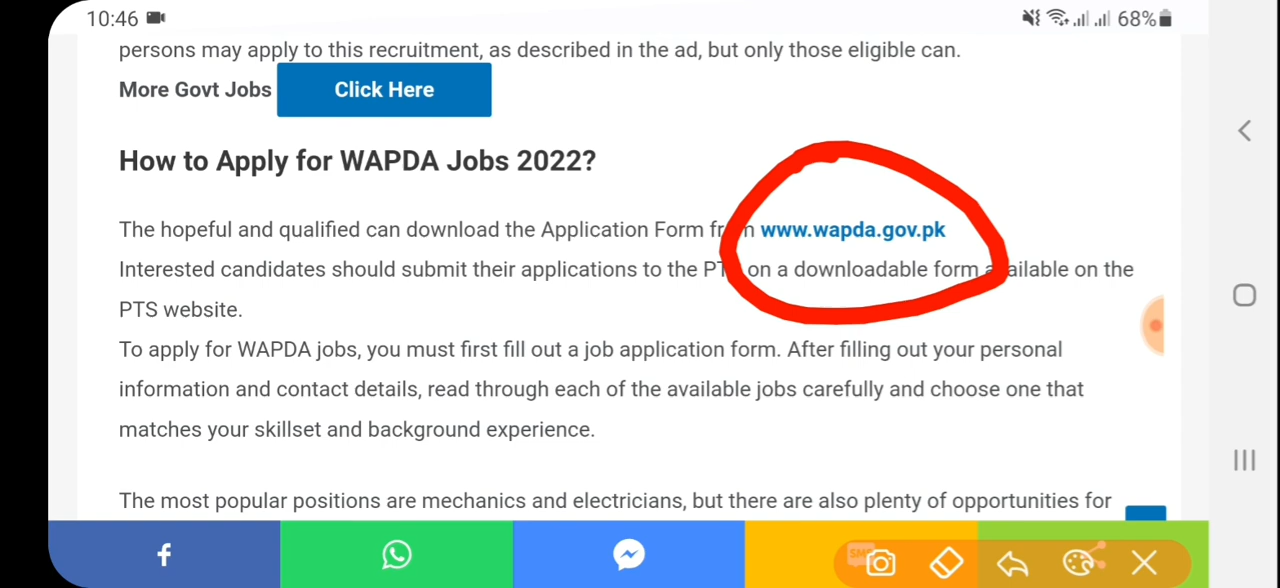 10:46
68%
persons may apply to this recruitment, as described in the ad, but only those eligible can.
More Govt Jobs Click Here
How to Apply for WAPDA Jobs 2022?
The hopeful and qualified can download the Application Form from www.wapda.gov.pk
Interested candidates should submit their applications to the PTS on a downloadable form available on the
PTS website.
To apply for WAPDA jobs, you must first fill out a job application form. After filling out your personal
information and contact details, read through each of the available jobs carefully and choose one that
matches your skillset and background experience.
The most popular positions are mechanics and electricians, but there are also plenty of opportunities for
SMS